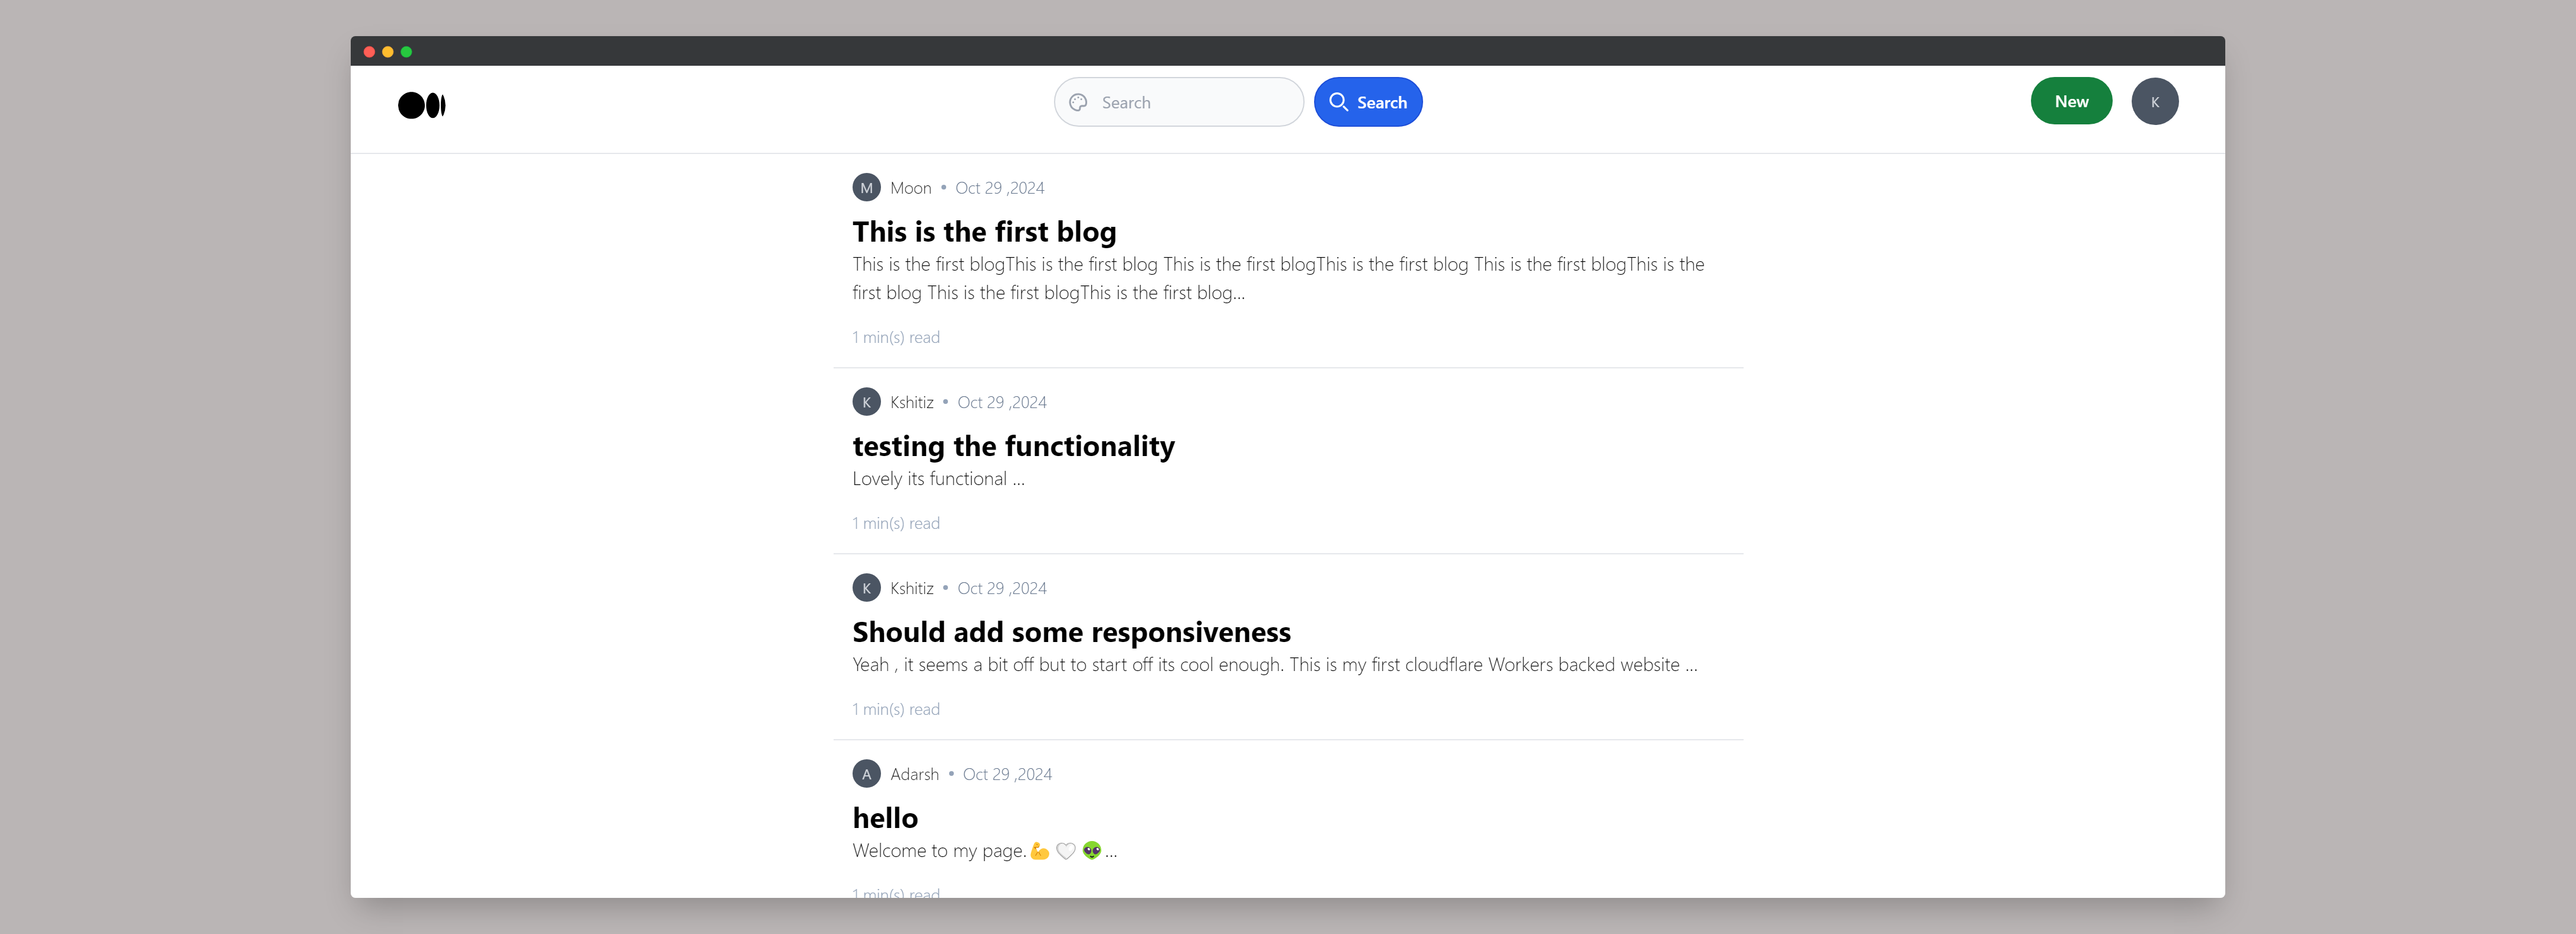 Search
Search
New
K
M Moon • Oct 29 ,2024
This is the first blog
This is the first blogThis is the first blog This is the first blogThis is the first blog This is the first blogThis is the
first blog This is the first blogThis is the first blog...
1 min(s) read
K Kshitiz • Oct 29 ,2024
testing the functionality
Lovely its functional ...
1 min(s) read
K Kshitiz • Oct 29 ,2024
Should add some responsiveness
Yeah , it seems a bit off but to start off its cool enough. This is my first cloudflare Workers backed website ...
1 min(s) read
A Adarsh • Oct 29 ,2024
hello
Welcome to my page.💪🤍👽...
1 min(s) read